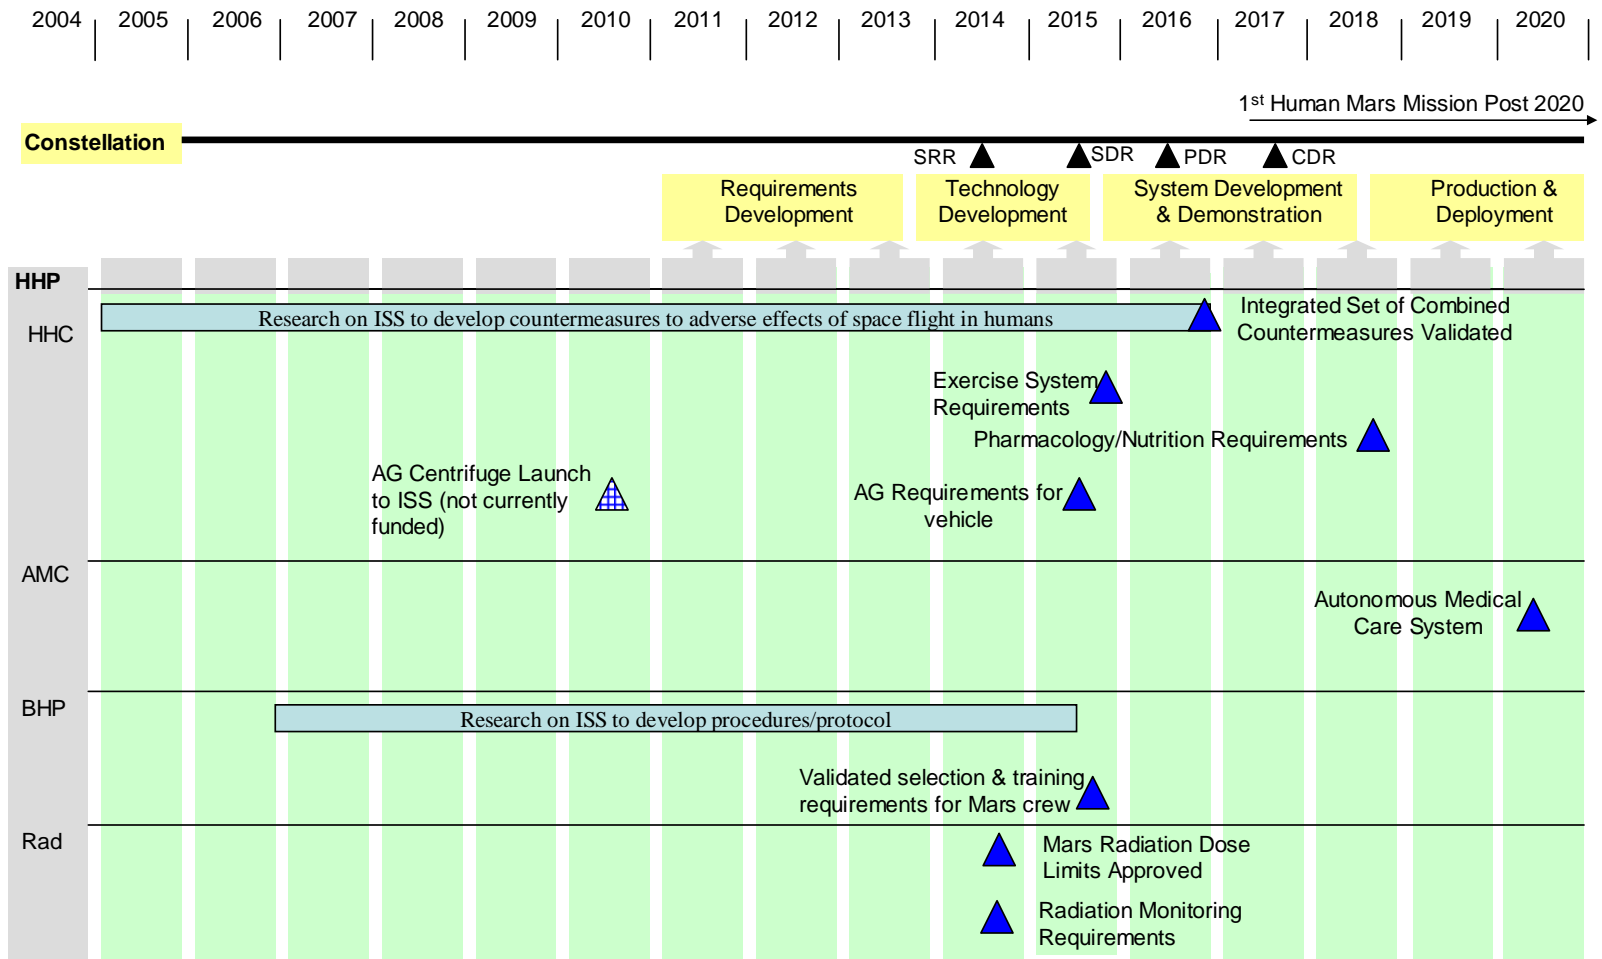 2004 2005 2006 2007 2008 2009 2010 2011 2012 2013 2014 2015 2016 2017 2018 2019 2020
1st Human Mars Mission Post 2020
Constellation
SRR SDR PDR CDR
Requirements
Development
Technology
Development
System Development
& Demonstration
Production &
Deployment
HHP
HHC
Research on ISS to develop countermeasures to adverse effects of space flight in humans
Integrated Set of Combined
Countermeasures Validated
Exercise System
Requirements
Pharmacology/Nutrition Requirements
AG Centrifuge Launch
to ISS (not currently
funded)
AG Requirements for
vehicle
AMC
Autonomous Medical
Care System
BHP
Research on ISS to develop procedures/protocol
Validated selection & training
requirements for Mars crew
Rad
Mars Radiation Dose
Limits Approved
Radiation Monitoring
Requirements